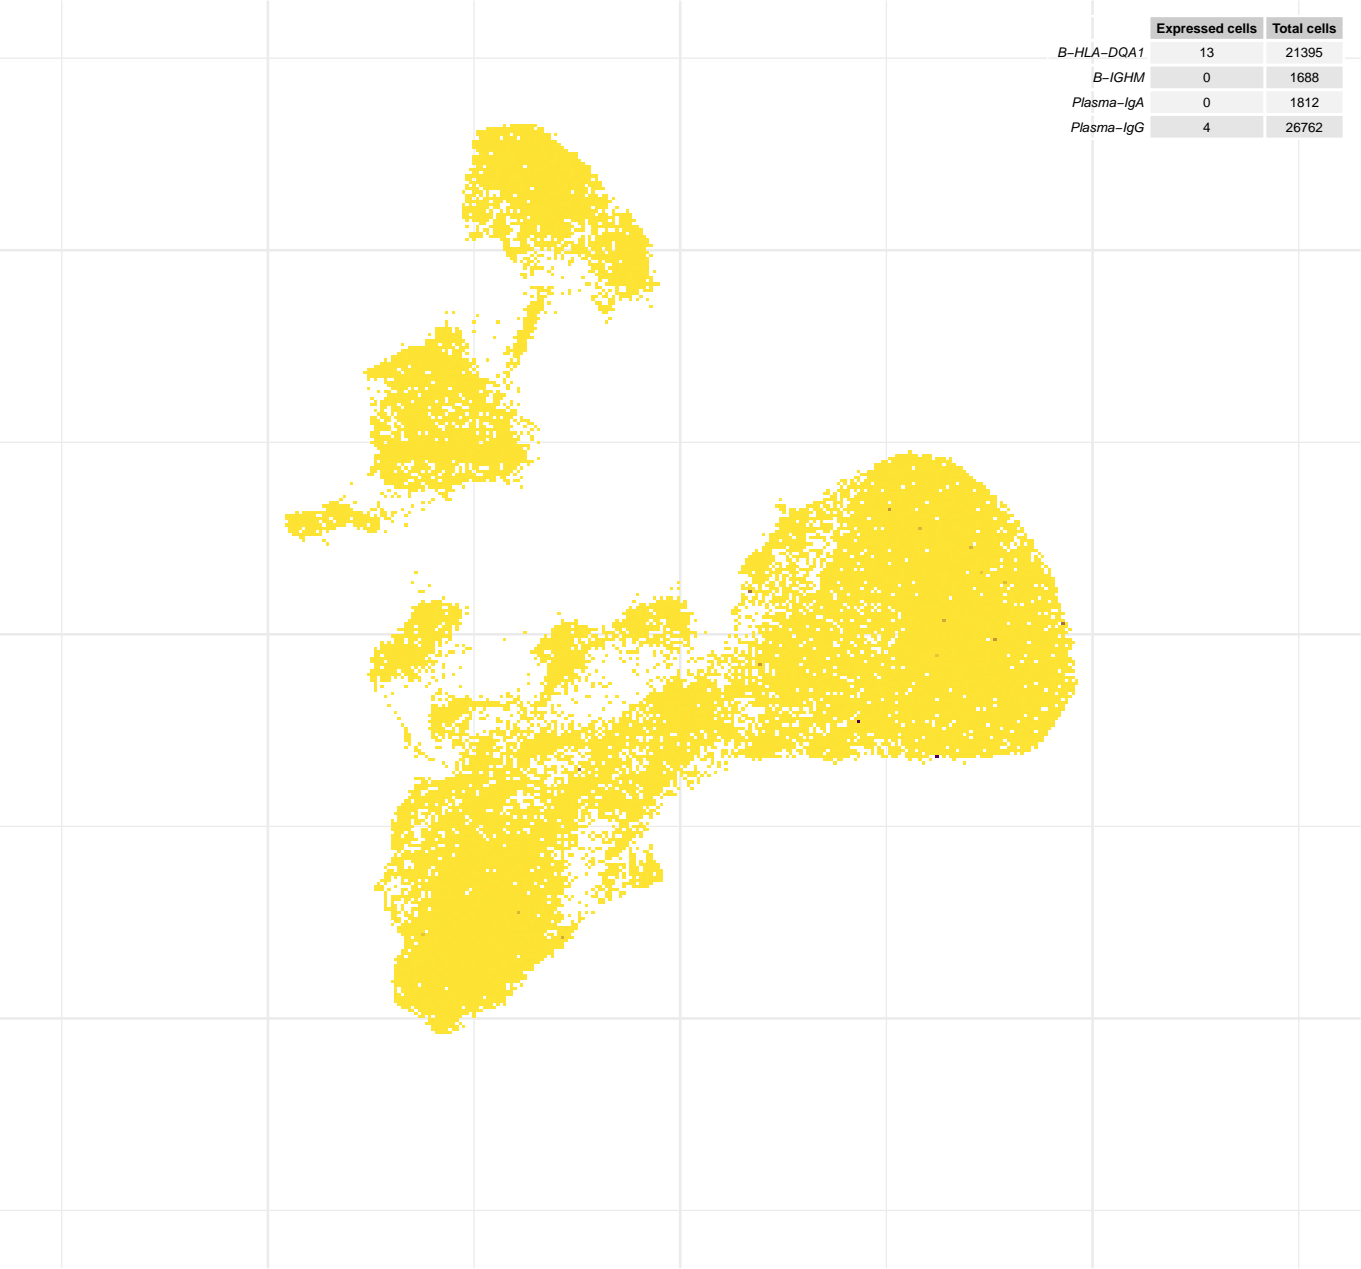 Expressed cells Total cells
B−HLA−DQA1 13 21395
B−IGHM 0 1688
Plasma−IgA 0 1812
Plasma−IgG 4 26762